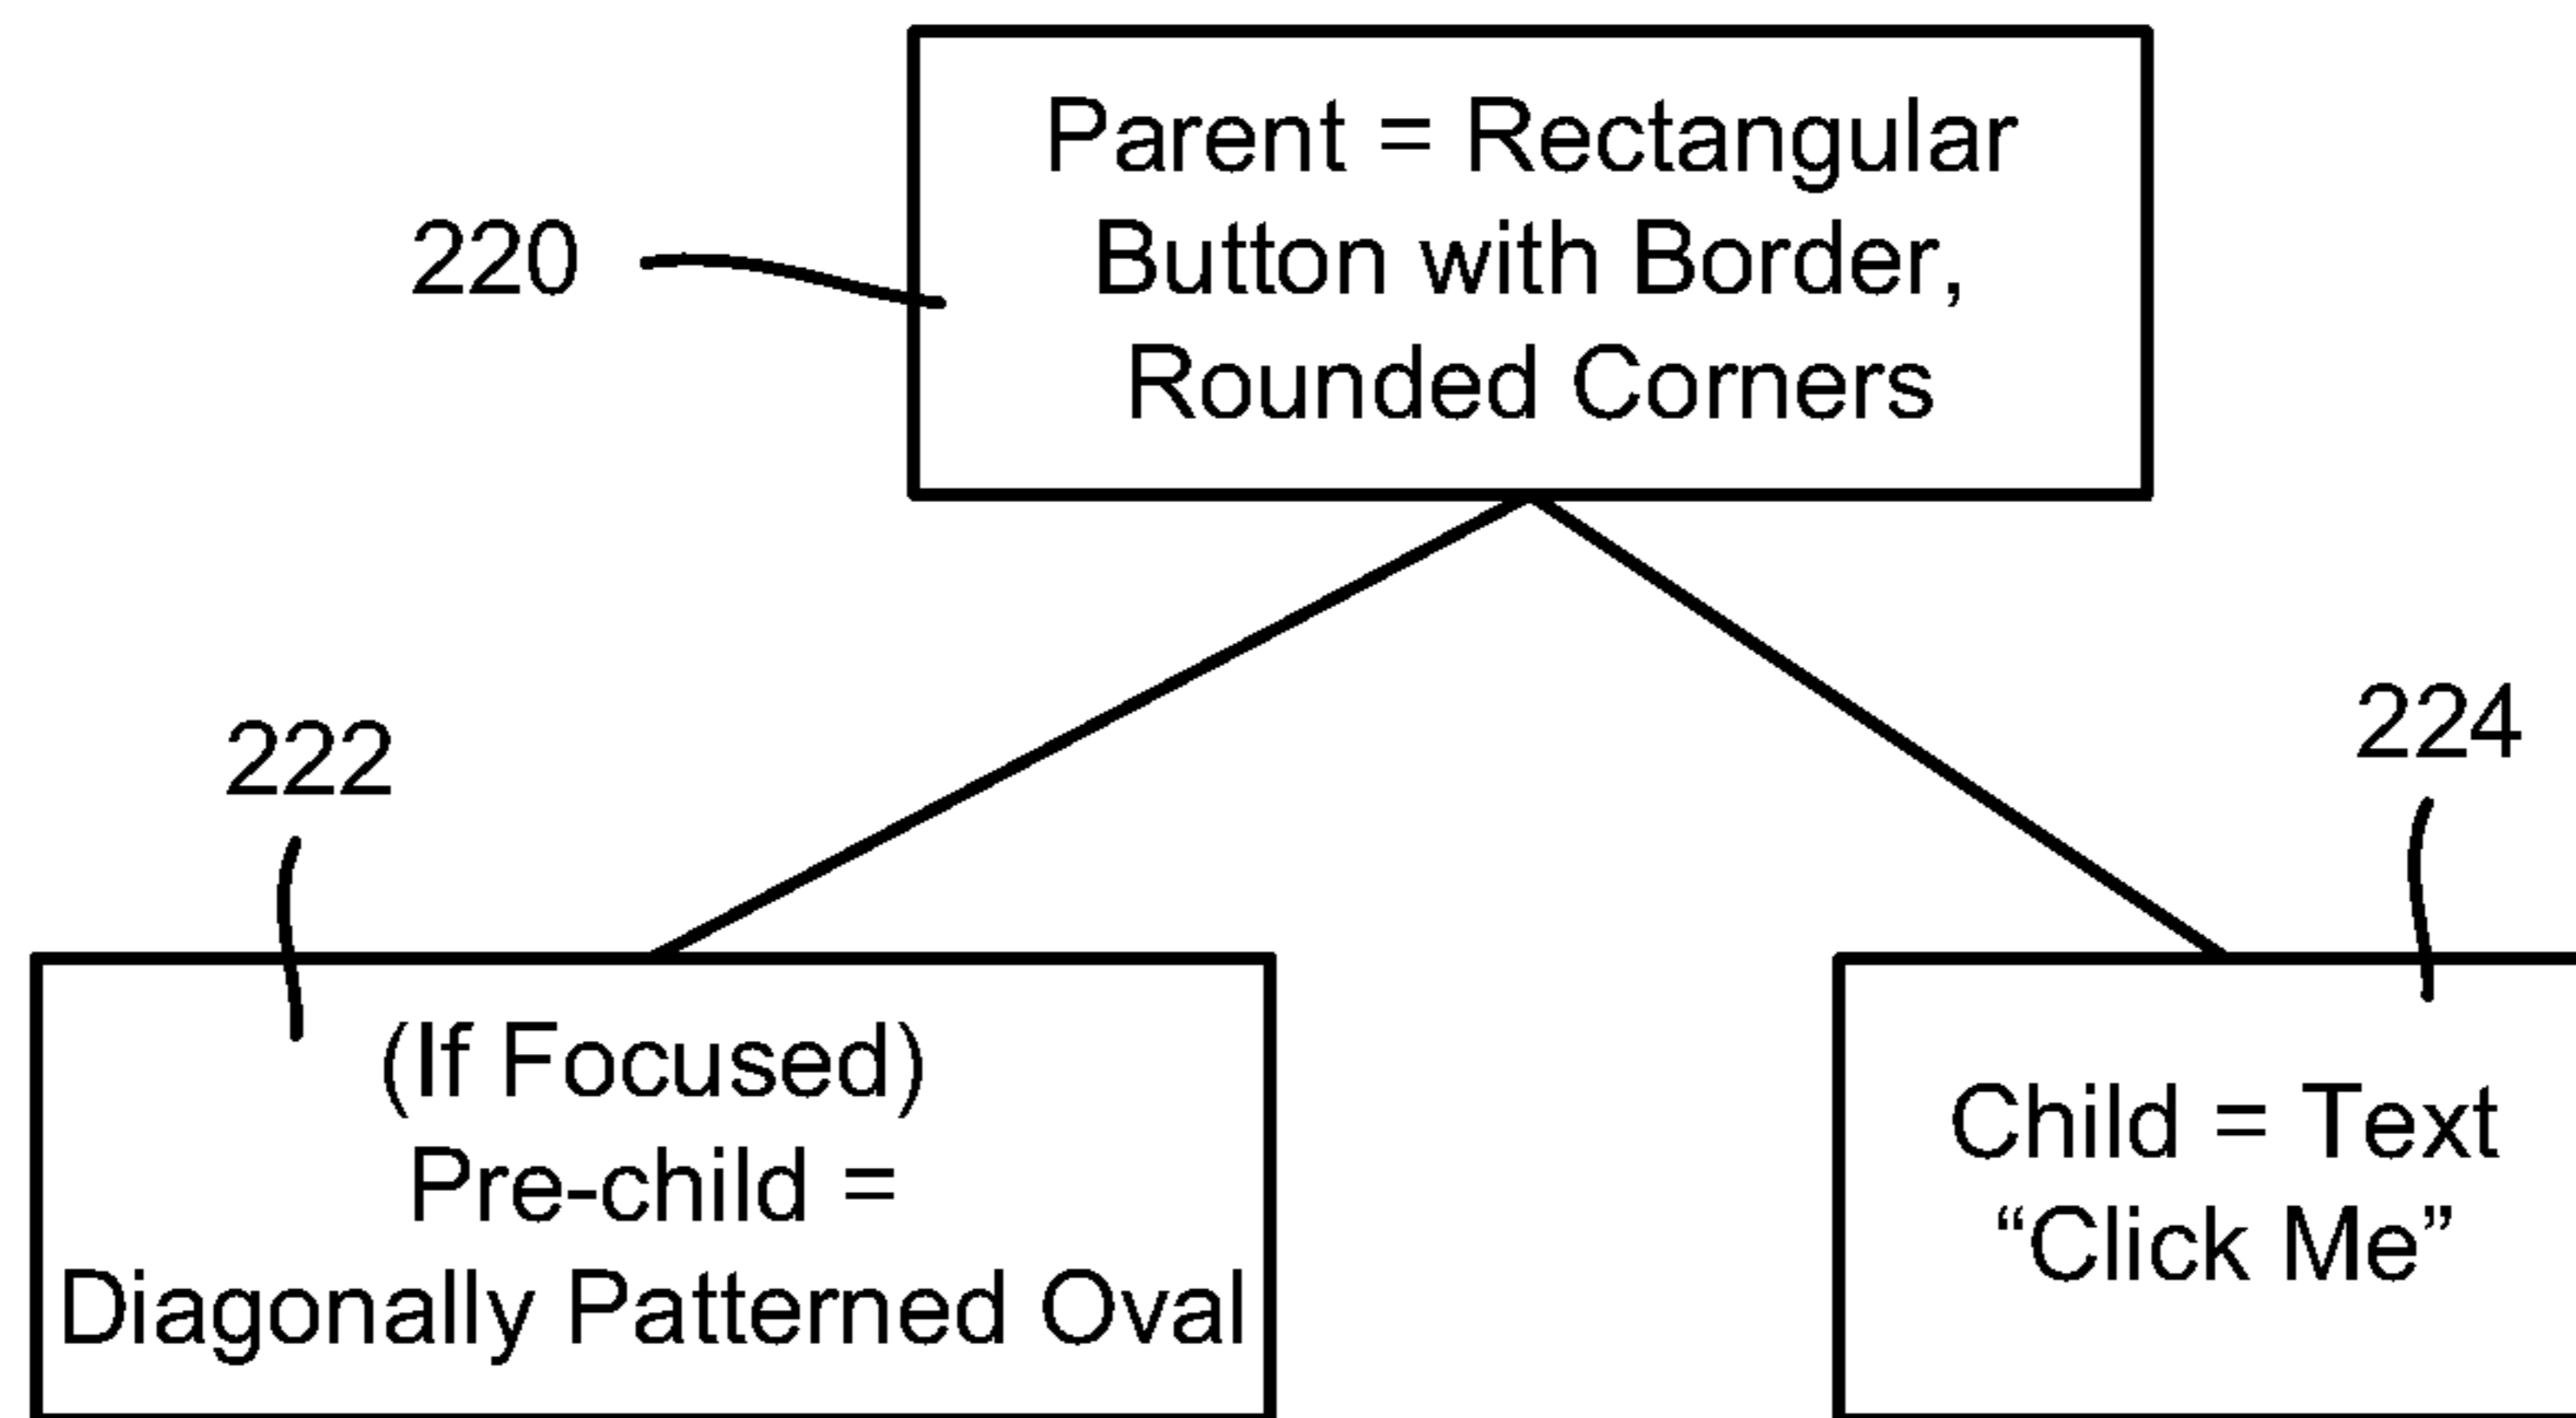 Parent = Rectangular
Button with Border,
Rounded Corners
220
222
(If Focused)
Pre-child =
Diagonally Patterned Oval
224
Child = Text
“Click Me”